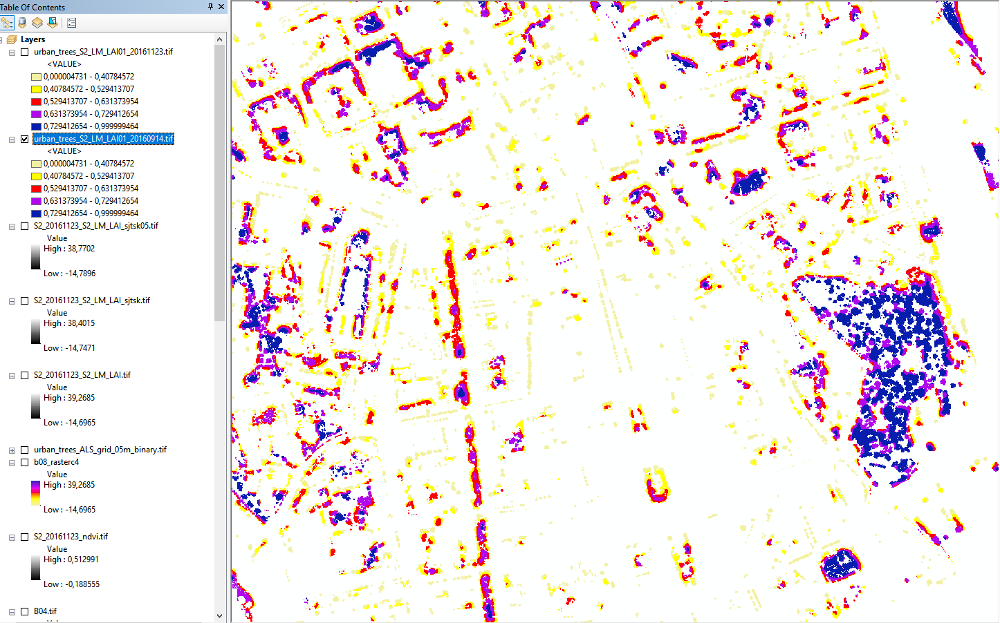 Table Of Contents
Layers
urban_trees_S2_LM_LAI01_20161123.tif
<VALUE>
0,000004731 - 0,40784572
0,40784572 - 0,529413707
0,529413707 - 0,631373954
0,631373954 - 0,729412654
0,729412654 - 0,999999464
urban_trees_S2_LM_LAI01_20160914.tif
<VALUE>
0,000004731 - 0,40784572
0,40784572 - 0,529413707
0,529413707 - 0,631373954
0,631373954 - 0,729412654
0,729412654 - 0,999999464
S2_20161123_S2_LM_LAI_sjtsk05.tif
Value
High : 38,7702
Low : -14,7896
S2_20161123_S2_LM_LAI_sjtsk.tif
Value
High : 38,4015
Low : -14,7471
S2_20161123_S2_LM_LAI.tif
Value
High : 39,2685
Low : -14,6965
urban_trees_ALS_grid_05m_binary.tif
b08_rasterc4
Value
High : 39,2685
Low : -14,6965
S2_20161123_ndvi.tif
Value
High : 0,512991
Low : -0,188555
B04.tif